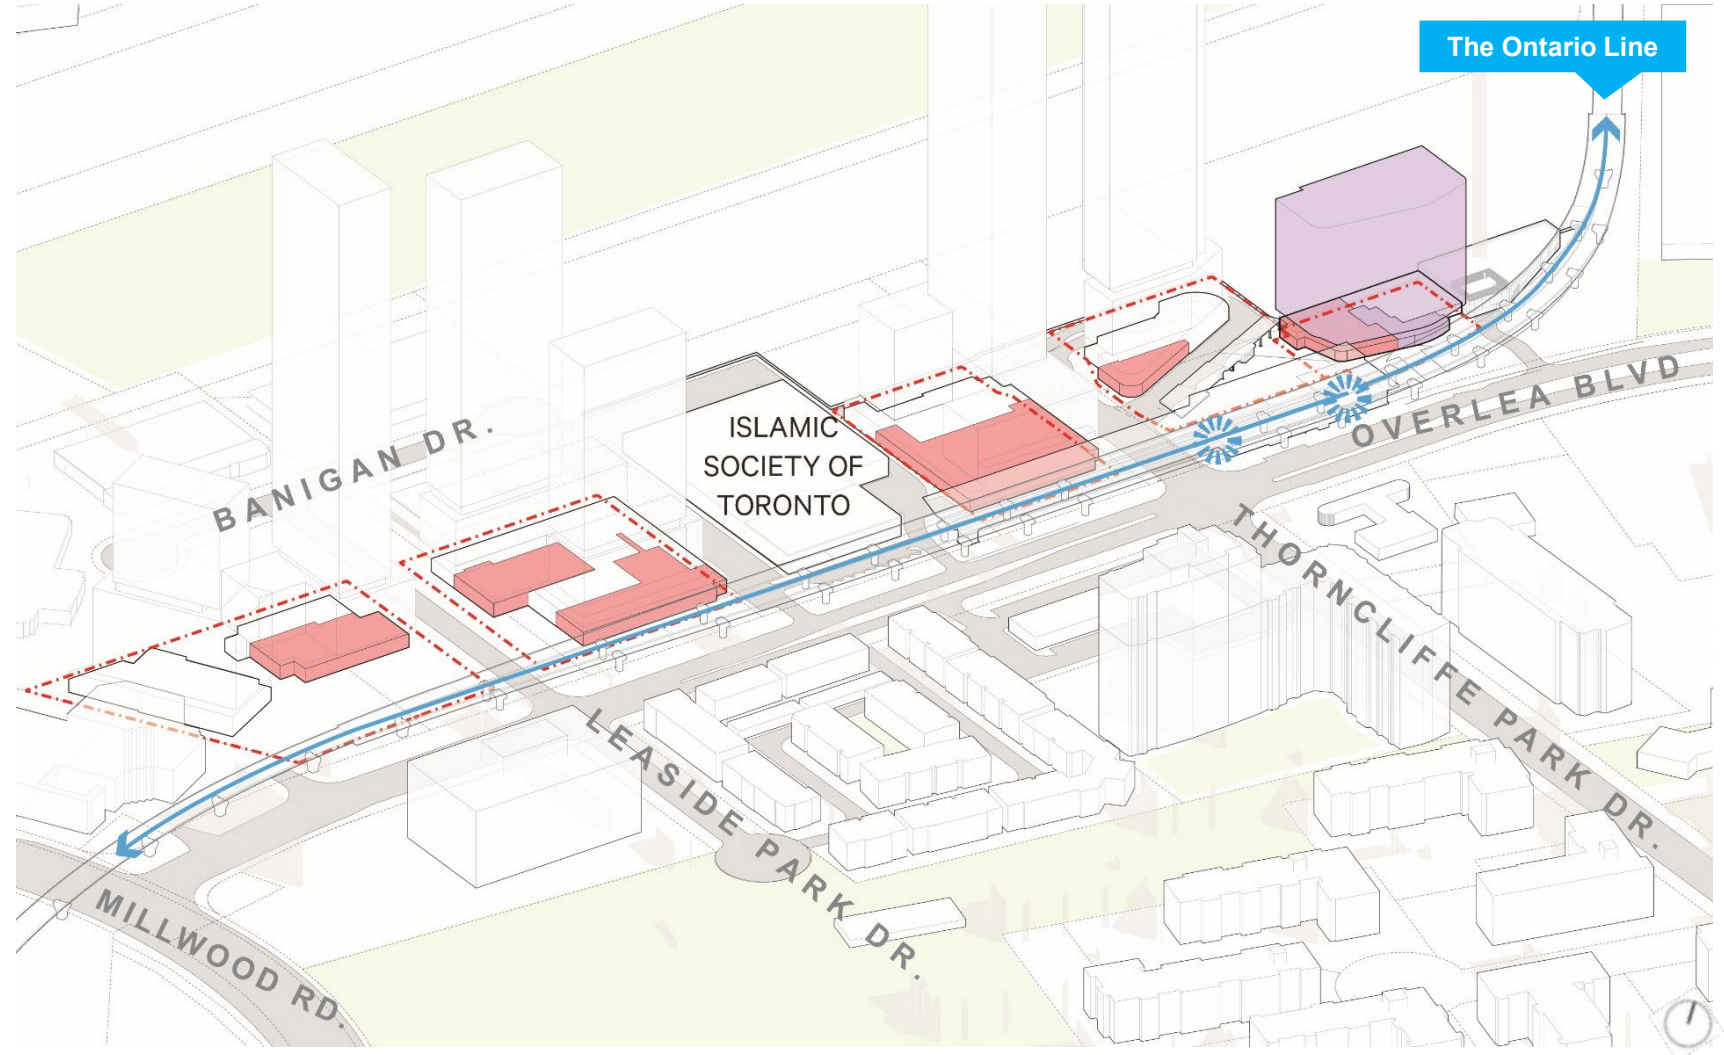 The Ontario Line
OVERLEA BLVD
BANIGAN DR.
ISLAMIC
SOCIETY OF
TORONTO
THORNCLIFFE PARK DR.
LEASIDE PARK DR.
MILLWOOD RD.